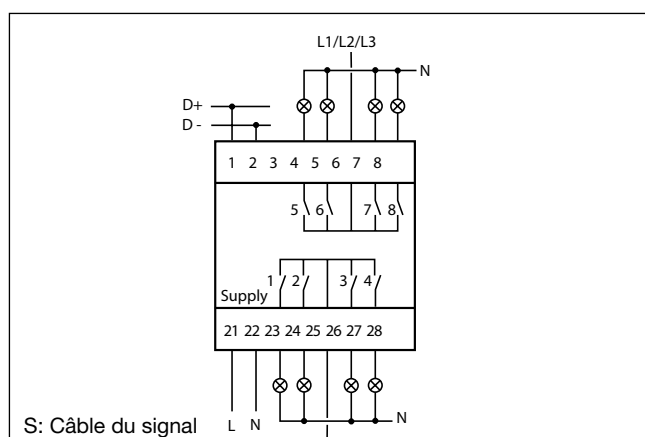 L1/L2/L3
N
D+
D -
1 2 3 4 5 6 7 8
5 6 7 8
1 2 3 4
Supply
21 22 23 24 25 26 27 28
N
S: Câble du signal L N